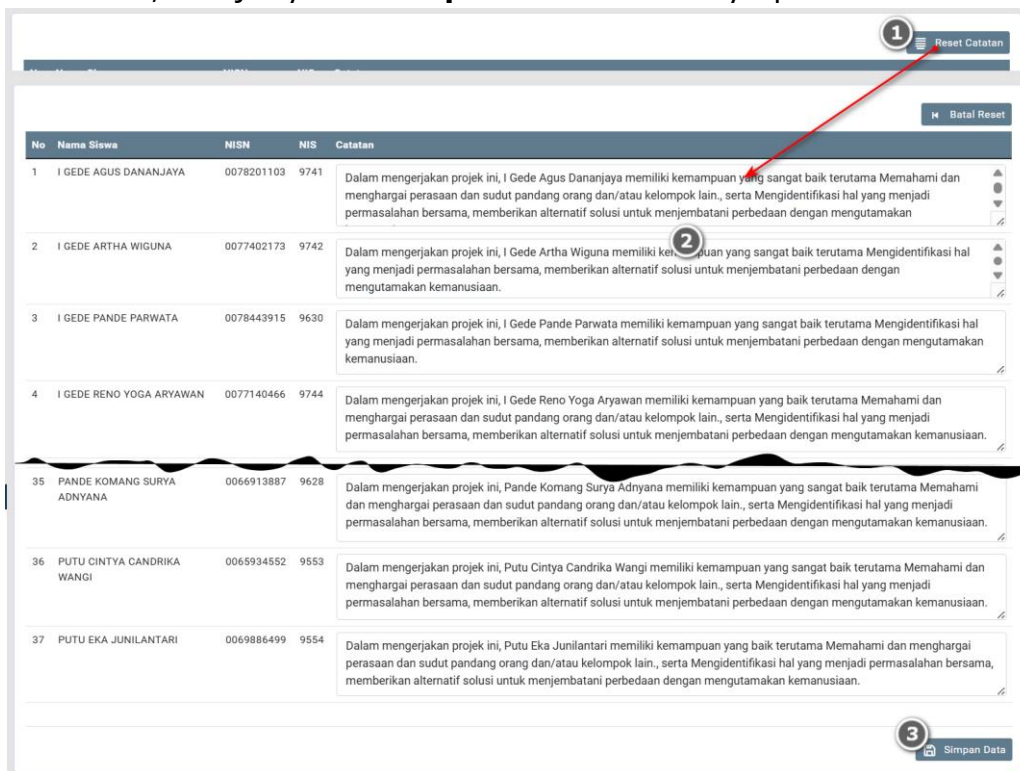 1
Reset Catatan
Batal Reset
No Nama Siswa NISN NIS Catatan
1 I GEDE AGUS DANANJAYA 0078201103 9741 Dalam mengerjakan projek ini, I Gede Agus Dananjaya memiliki kemampuan yang sangat baik terutama Memahami dan
menghargai perasaan dan sudut pandang orang dan/atau kelompok lain., serta Mengidentifikasi hal yang menjadi
permasalahan bersama, memberikan alternatif solusi untuk menjembatani perbedaan dengan mengutamakan
2
2 I GEDE ARTHA WIGUNA 0077402173 9742 Dalam mengerjakan projek ini, I Gede Artha Wiguna memiliki kemampuan yang sangat baik terutama Mengidentifikasi hal
yang menjadi permasalahan bersama, memberikan alternatif solusi untuk menjembatani perbedaan dengan
mengutamakan kemanusiaan.
3 I GEDE PANDE PARWATA 0078443915 9630 Dalam mengerjakan projek ini, I Gede Pande Parwata memiliki kemampuan yang sangat baik terutama Mengidentifikasi hal
yang menjadi permasalahan bersama, memberikan alternatif solusi untuk menjembatani perbedaan dengan mengutamakan
kemanusiaan.
4 I GEDE RENO YOGA ARYAWAN 0077140466 9744 Dalam mengerjakan projek ini, I Gede Reno Yoga Aryawan memiliki kemampuan yang baik terutama Memahami dan
menghargai perasaan dan sudut pandang orang dan/atau kelompok lain., serta Mengidentifikasi hal yang menjadi
permasalahan bersama, memberikan alternatif solusi untuk menjembatani perbedaan dengan mengutamakan kemanusiaan.
35 PANDE KOMANG SURYA 0066913887 9628 Dalam mengerjakan projek ini, Pande Komang Surya Adnyana memiliki kemampuan yang sangat baik terutama Memahami
ADNYANA dan menghargai perasaan dan sudut pandang orang dan/atau kelompok lain., serta Mengidentifikasi hal yang menjadi
permasalahan bersama, memberikan alternatif solusi untuk menjembatani perbedaan dengan mengutamakan kemanusiaan.
36 PUTU CINTYA CANDRIKA 0065934552 9553 Dalam mengerjakan projek ini, Putu Cintya Candrika Wangi memiliki kemampuan yang sangat baik terutama Memahami dan
WANGI menghargai perasaan dan sudut pandang orang dan/atau kelompok lain., serta Mengidentifikasi hal yang menjadi
permasalahan bersama, memberikan alternatif solusi untuk menjembatani perbedaan dengan mengutamakan kemanusiaan.
37 PUTU EKA JUNILANTARI 0069886499 9554 Dalam mengerjakan projek ini, Putu Eka Junilantari memiliki kemampuan yang baik terutama Memahami dan menghargai
perasaan dan sudut pandang orang dan/atau kelompok lain., serta Mengidentifikasi hal yang menjadi permasalahan bersama,
memberikan alternatif solusi untuk menjembatani perbedaan dengan mengutamakan kemanusiaan.
3
Simpan Data